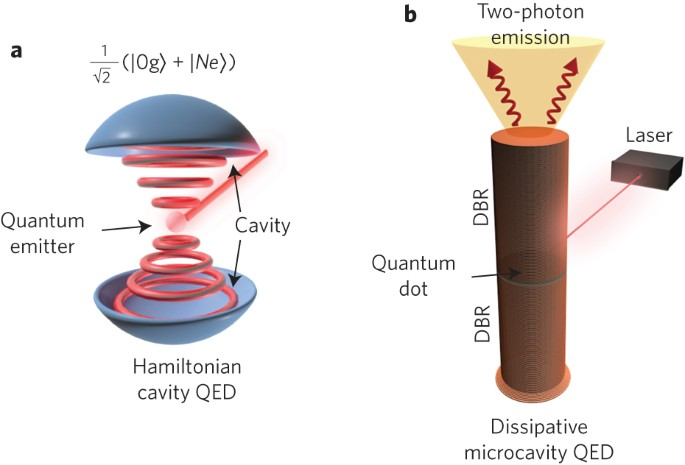 a
1/√2 (|0g⟩ + |Ne⟩)
Quantum
emitter
Cavity
Hamiltonian
cavity QED
b
Two-photon
emission
Laser
DBR
Quantum
dot
DBR
Dissipative
microcavity QED